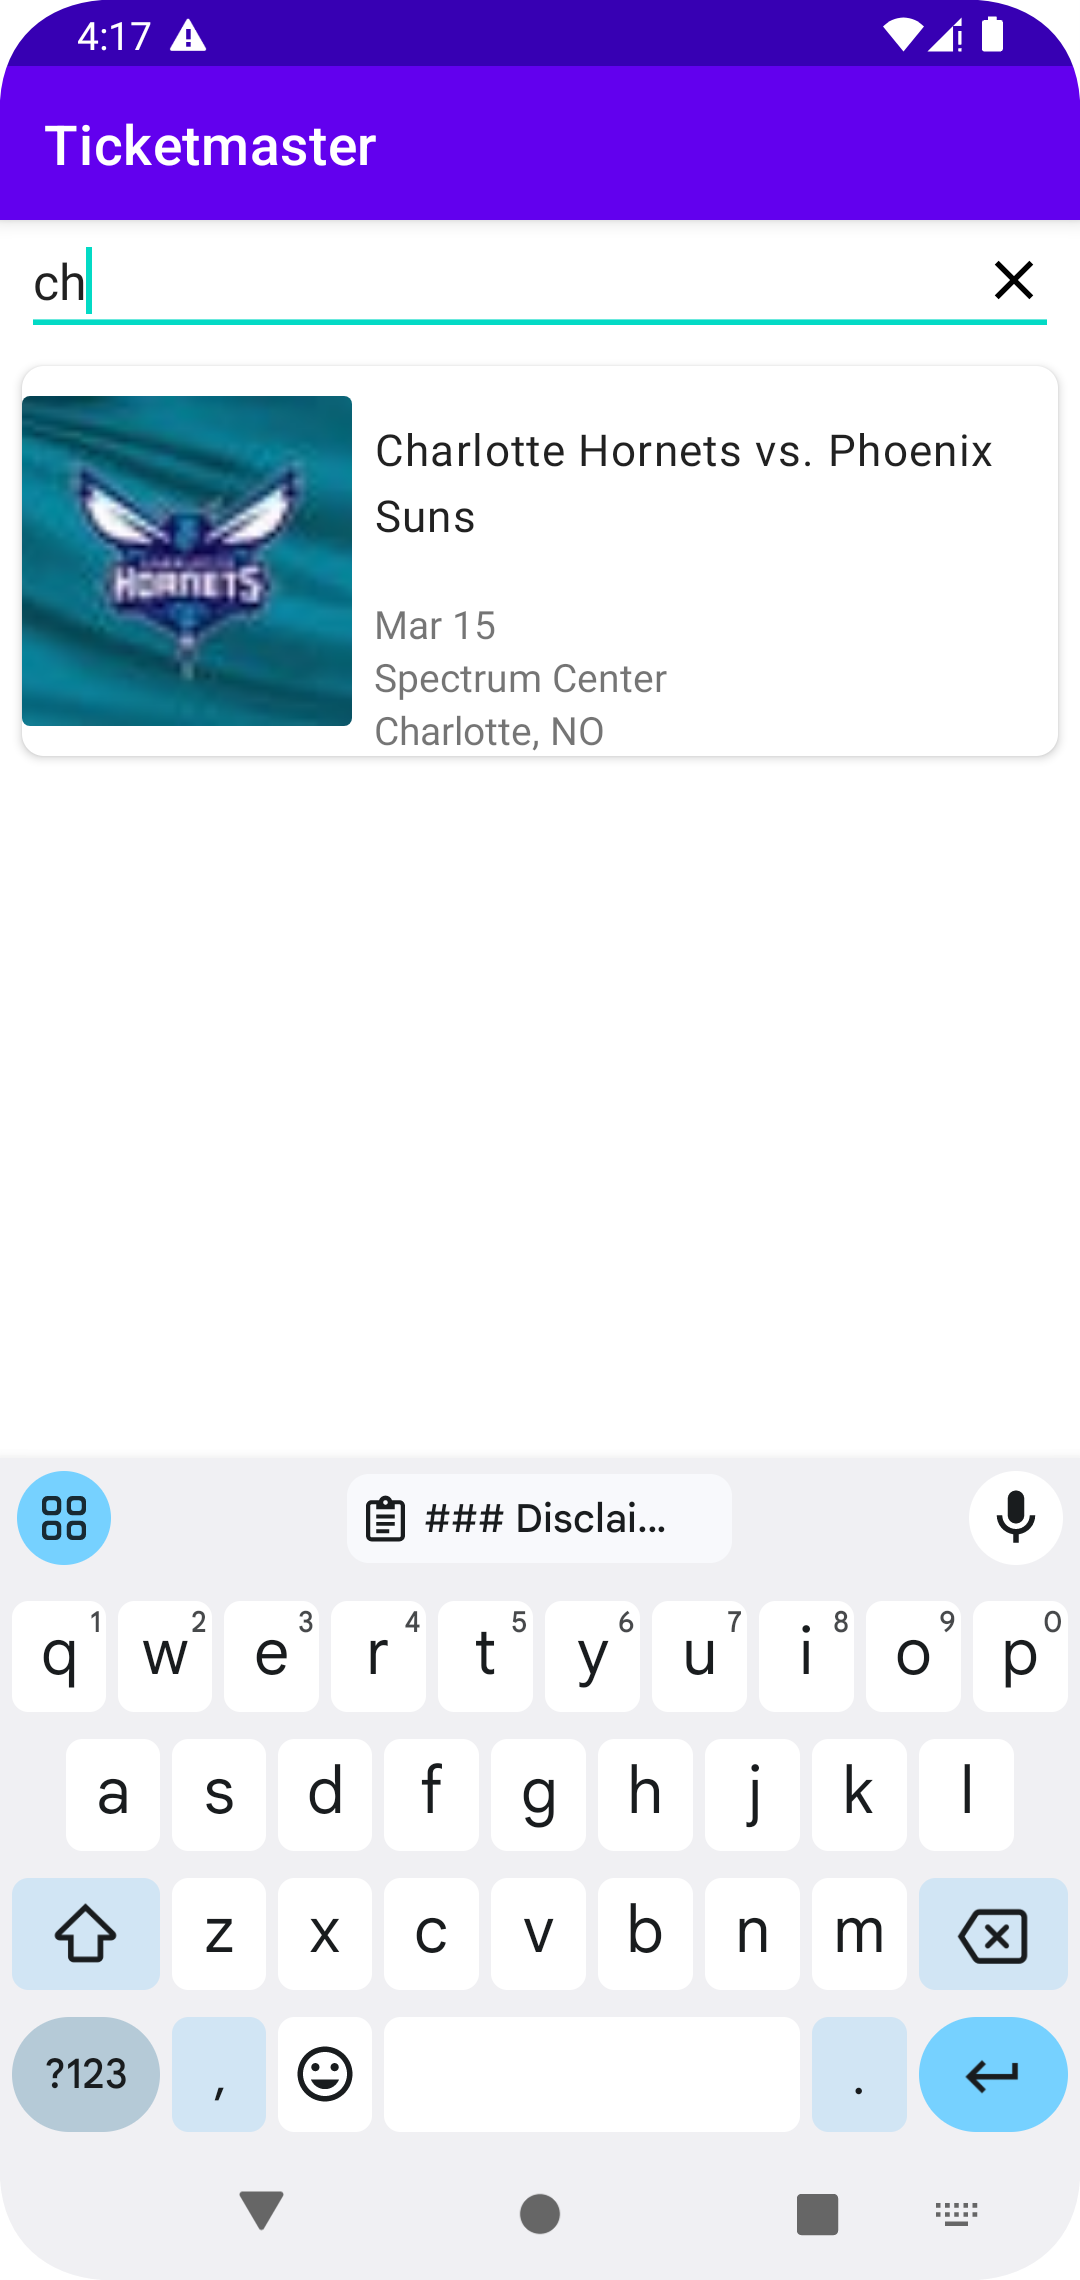 4:17
Ticketmaster
ch
HORNETS
Charlotte Hornets vs. Phoenix
Suns
Mar 15
Spectrum Center
Charlotte, NO
### Disclai...
q 1 w 2 e 3 r 4 t 5 y 6 u 7 i 8 o 9 p 0
a s d f g h j k l
z x c v b n m
?123 , .